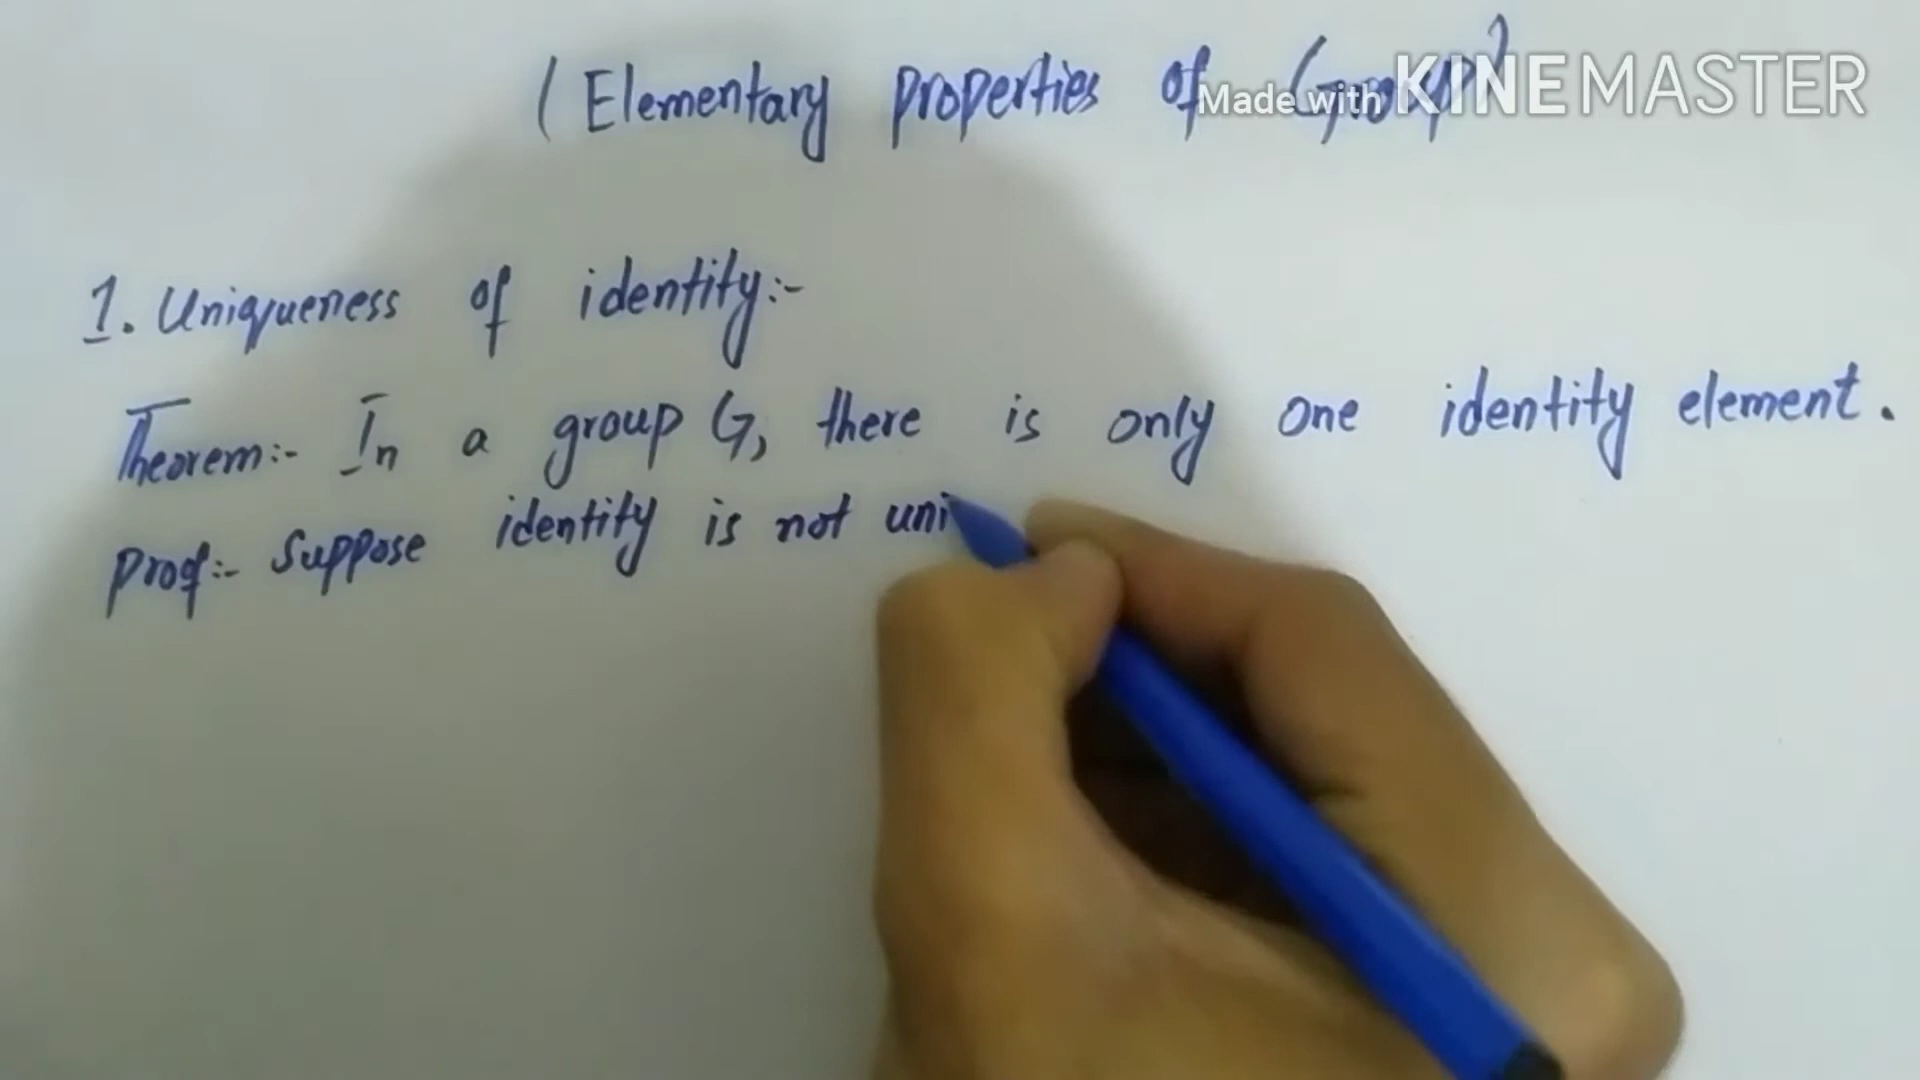 (Elementary properties of Group)
Made with KINEMASTER
1. Uniqueness of identity:-
Theorem:- In a group G, there is only one identity element.
Proof:- Suppose identity is not uni